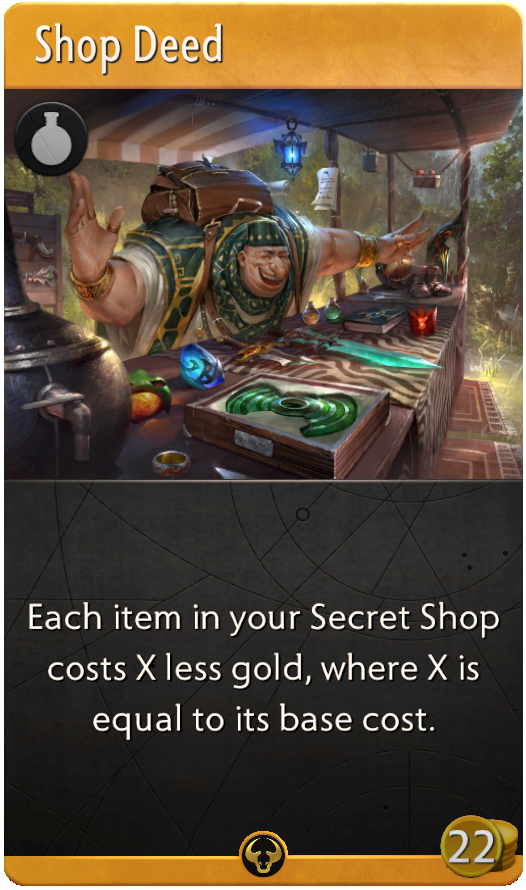 Shop Deed
Each item in your Secret Shop
costs X less gold, where X is
equal to its base cost.
22